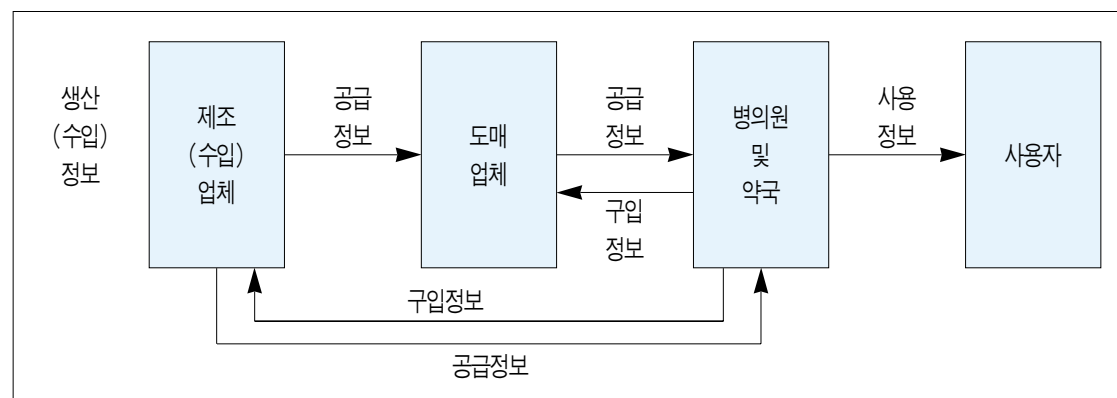 생산
(수입)
정보
제조
(수입)
업체
공급
정보
도매
업체
공급
정보
구입
정보
병의원
및
약국
사용
정보
사용자
구입정보
공급정보